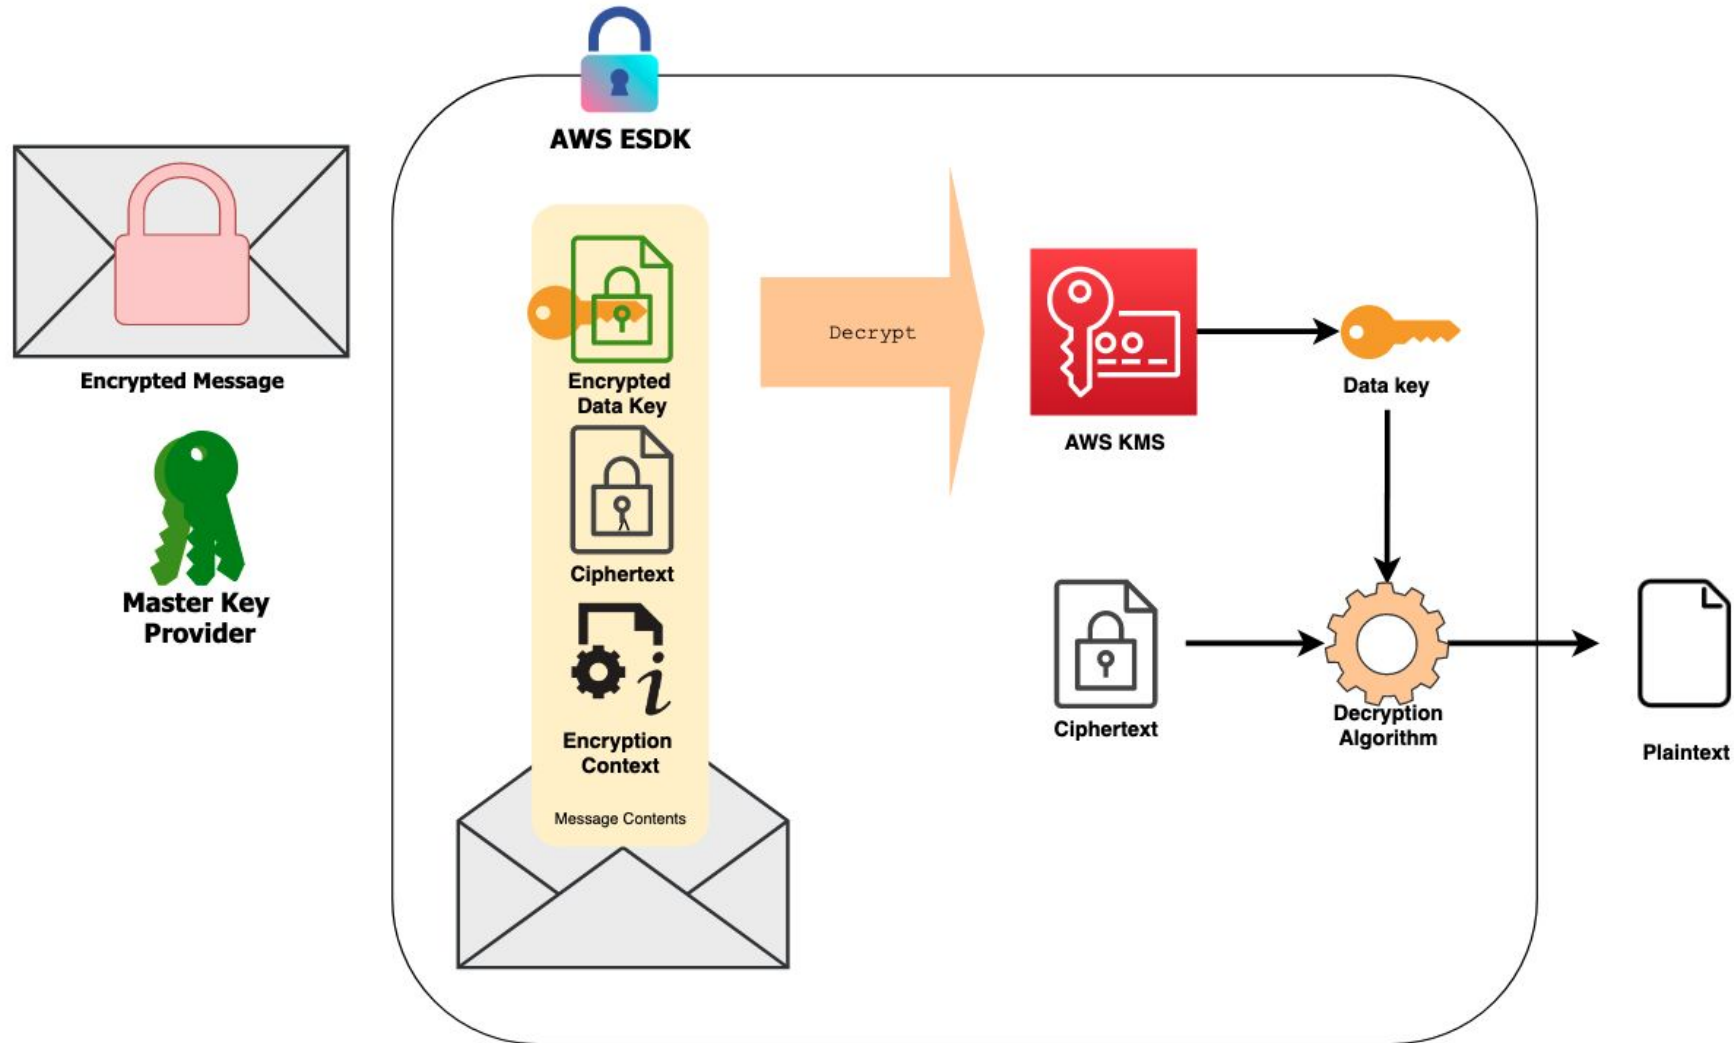 AWS ESDK
Encrypted Message
Master Key
Provider
Encrypted
Data Key
Ciphertext
Encryption
Context
Message Contents
Decrypt
AWS KMS
Data key
Ciphertext
Decryption
Algorithm
Plaintext